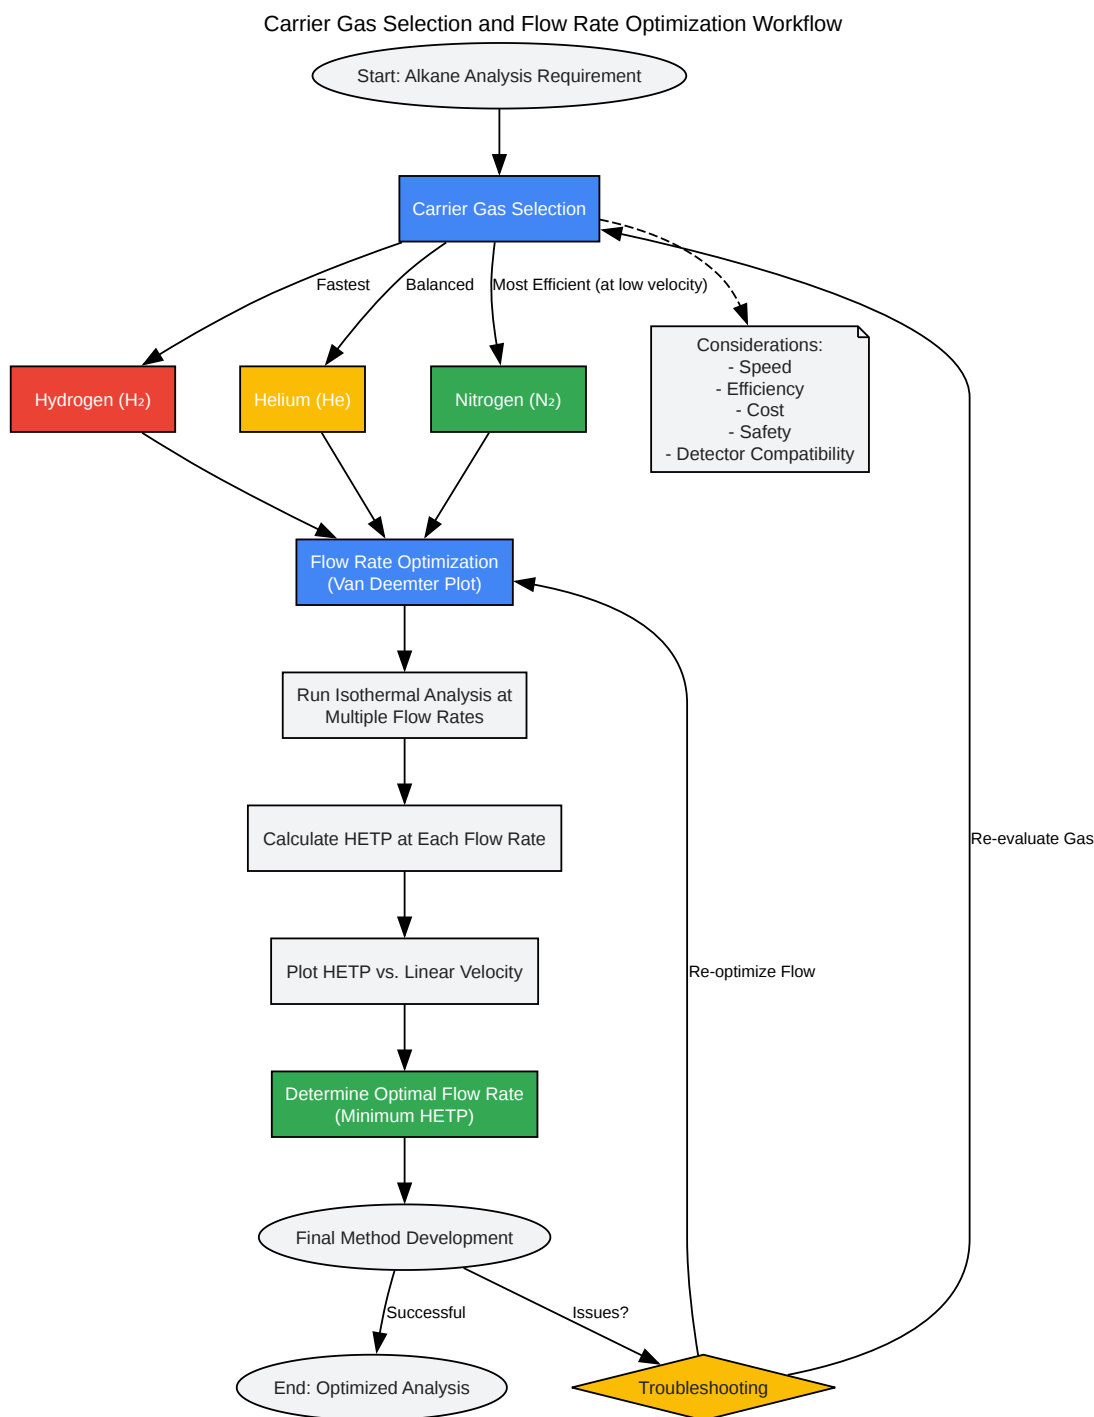 Carrier Gas Selection and Flow Rate Optimization Workflow
Start: Alkane Analysis Requirement
Carrier Gas Selection
Fastest
Balanced
Most Efficient (at low velocity)
Hydrogen (H₂)
Helium (He)
Nitrogen (N₂)
Considerations:
- Speed
- Efficiency
- Cost
- Safety
- Detector Compatibility
Flow Rate Optimization
(Van Deemter Plot)
Run Isothermal Analysis at
Multiple Flow Rates
Calculate HETP at Each Flow Rate
Re-evaluate Gas
Plot HETP vs. Linear Velocity
Re-optimize Flow
Determine Optimal Flow Rate
(Minimum HETP)
Final Method Development
Successful
Issues?
End: Optimized Analysis
Troubleshooting